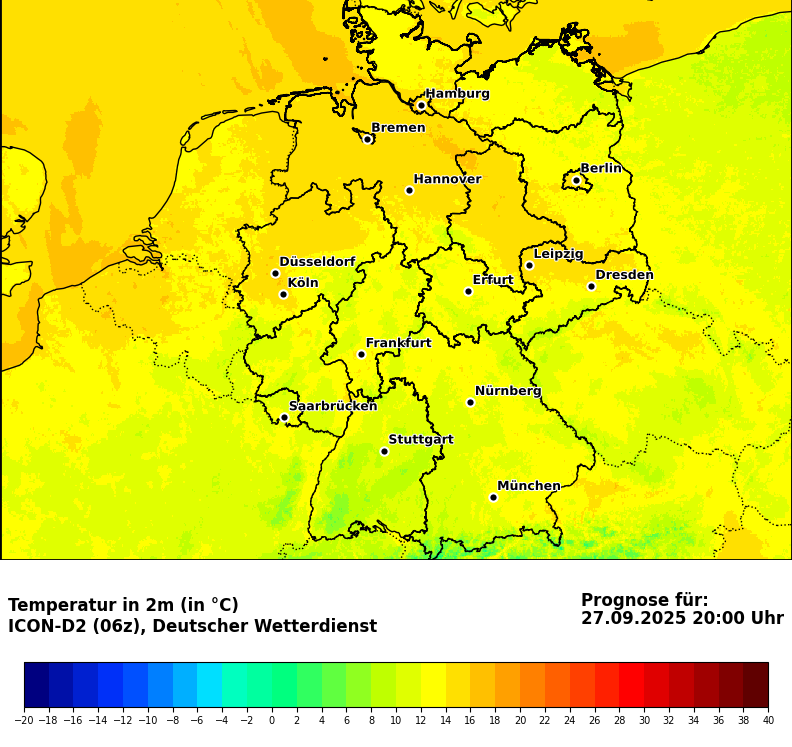 Hamburg
Bremen
Berlin
Hannover
Leipzig
Düsseldorf
Dresden
Köln
Erfurt
Frankfurt
Nürnberg
Saarbrücken
Stuttgart
München
Temperatur in 2m (in °C)
ICON-D2 (06z), Deutscher Wetterdienst
Prognose für:
27.09.2025 20:00 Uhr
−20 −18 −16 −14 −12 −10 −8 −6 −4 −2 0 2 4 6 8 10 12 14 16 18 20 22 24 26 28 30 32 34 36 38 40